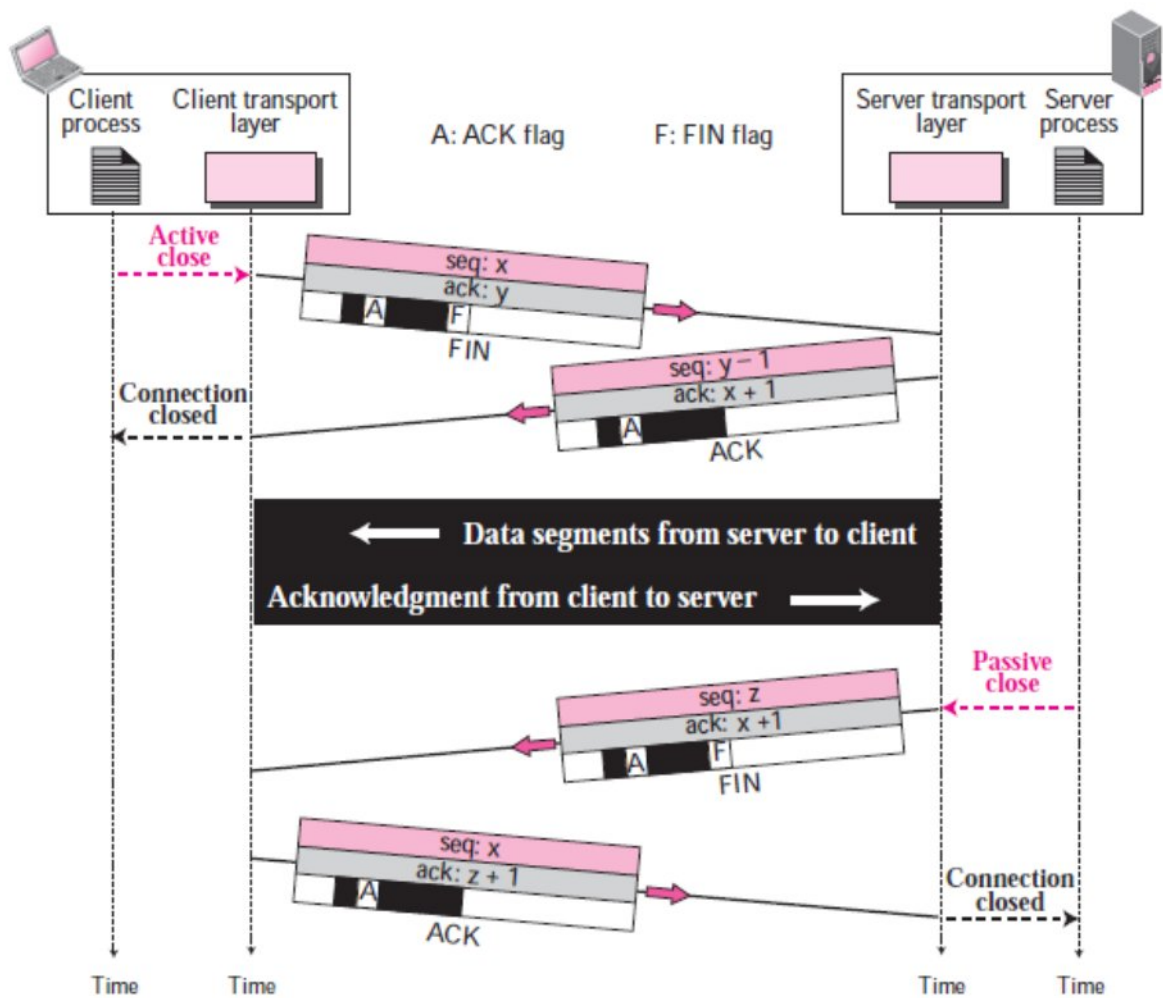 Client process
Client transport layer
A: ACK flag
F: FIN flag
Server transport layer
Server process
Active close
seq: x
ack: y
A F
FIN
seq: y – 1
ack: x + 1
A
ACK
Connection closed
Data segments from server to client
Acknowledgment from client to server
Passive close
seq: z
ack: x +1
A F
FIN
seq: x
ack: z + 1
A
ACK
Connection closed
Time
Time
Time
Time